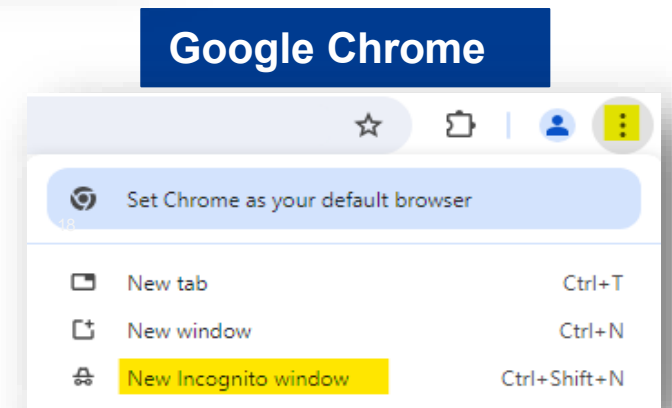 Google Chrome
Set Chrome as your default browser
18
New tab Ctrl+T
New window Ctrl+N
New Incognito window Ctrl+Shift+N